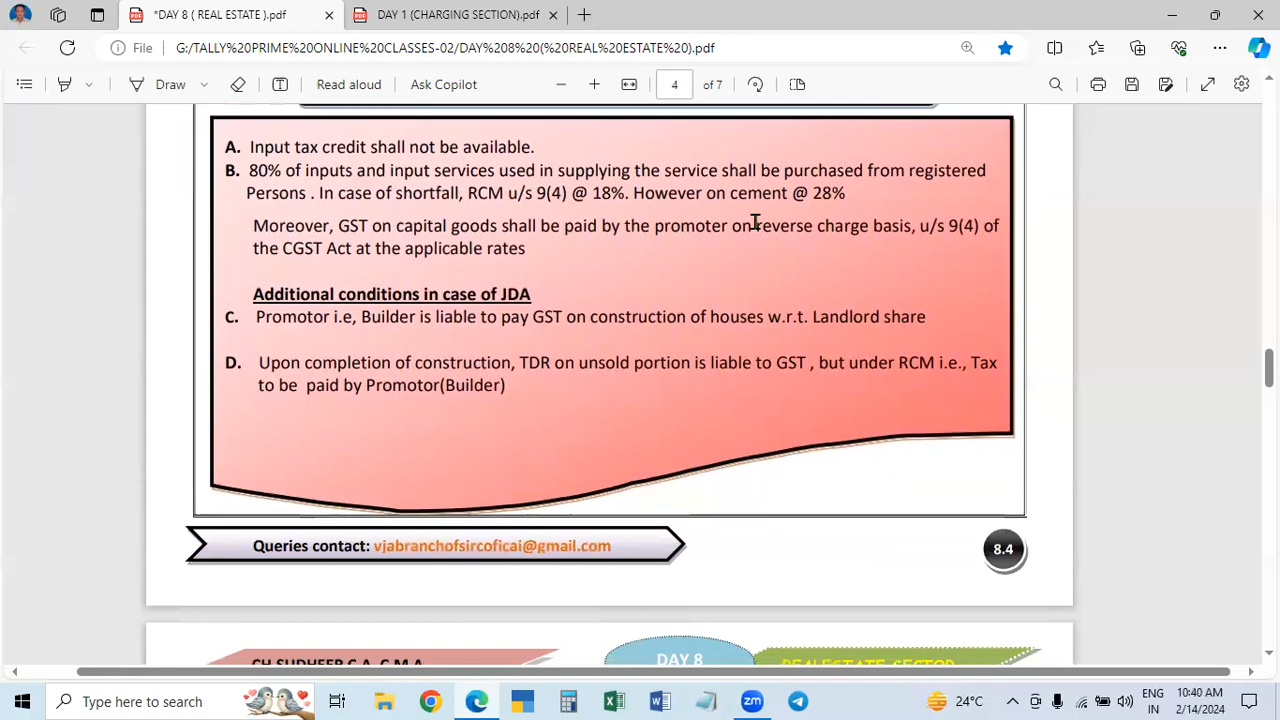 *DAY 8 ( REAL ESTATE ).pdf
DAY 1 (CHARGING SECTION).pdf
File
G:/TALLY%20PRIME%20ONLINE%20CLASSES-02/DAY%208%20(%20REAL%20ESTATE%20).pdf
Draw
Read aloud
Ask Copilot
4
of 7
A. Input tax credit shall not be available.
B. 80% of inputs and input services used in supplying the service shall be purchased from registered
Persons . In case of shortfall, RCM u/s 9(4) @ 18%. However on cement @ 28%
Moreover, GST on capital goods shall be paid by the promoter on reverse charge basis, u/s 9(4) of
the CGST Act at the applicable rates
Additional conditions in case of JDA
C. Promotor i.e, Builder is liable to pay GST on construction of houses w.r.t. Landlord share
D. Upon completion of construction, TDR on unsold portion is liable to GST , but under RCM i.e., Tax
to be paid by Promotor(Builder)
Queries contact: vjabranchofsircoficai@gmail.com
8.4
CH SUDHEER C.A, C.M.A
DAY 8
REALESTATE SECTOR
Type here to search
24°C
ENG
IN
10:40 AM
2/14/2024